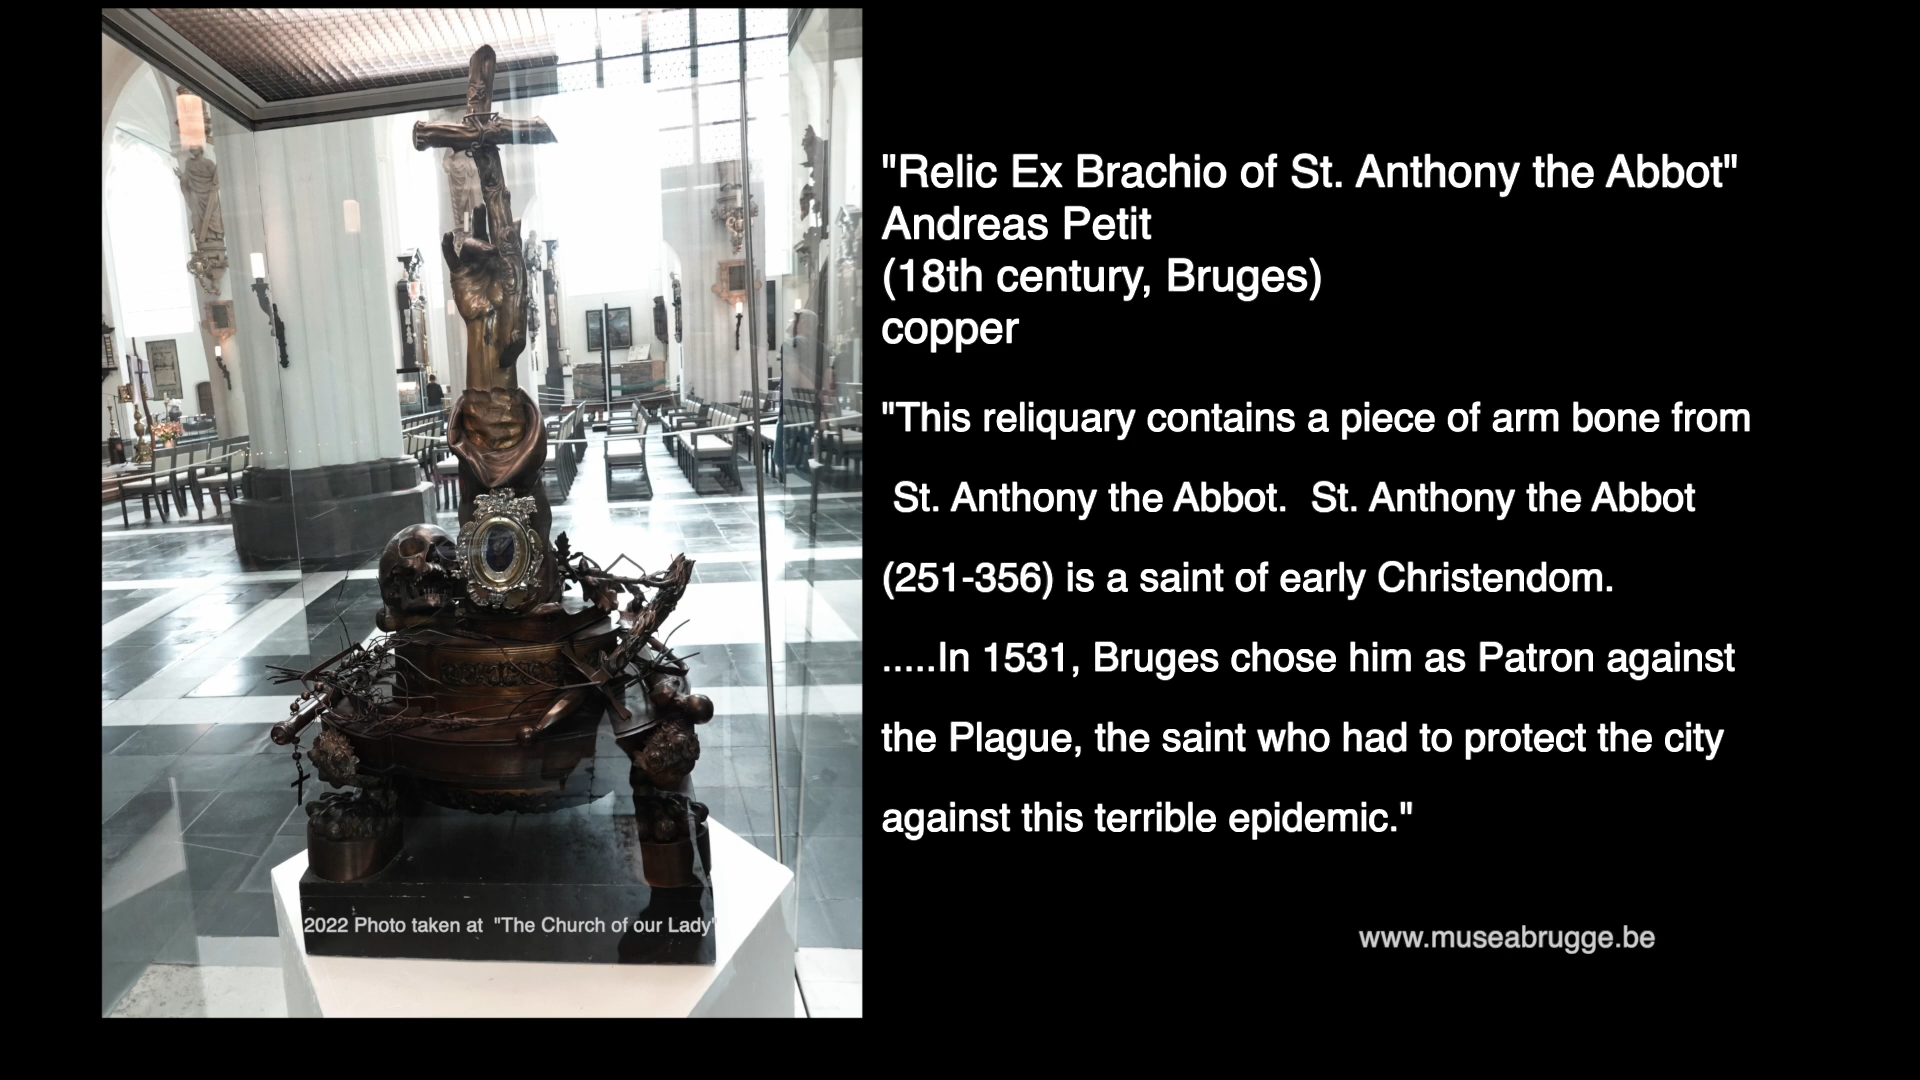 "Relic Ex Brachio of St. Anthony the Abbot"
Andreas Petit
(18th century, Bruges)
copper
"This reliquary contains a piece of arm bone from
St. Anthony the Abbot.  St. Anthony the Abbot
(251-356) is a saint of early Christendom.
.....In 1531, Bruges chose him as Patron against
the Plague, the saint who had to protect the city
against this terrible epidemic."
2022 Photo taken at  "The Church of our Lady"
www.museabrugge.be